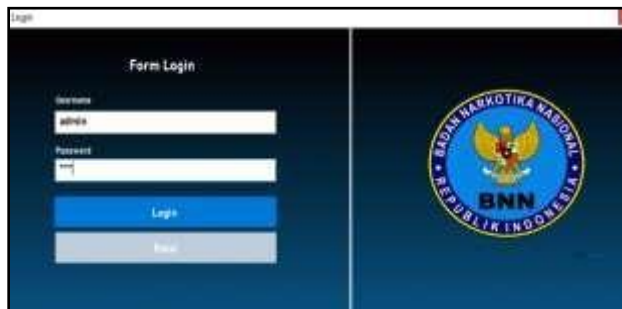 Login
Form Login
Username
admin
Password
****
Login
BADAN NARKOTIKA NASIONAL
BNN
REPUBLIK INDONESIA